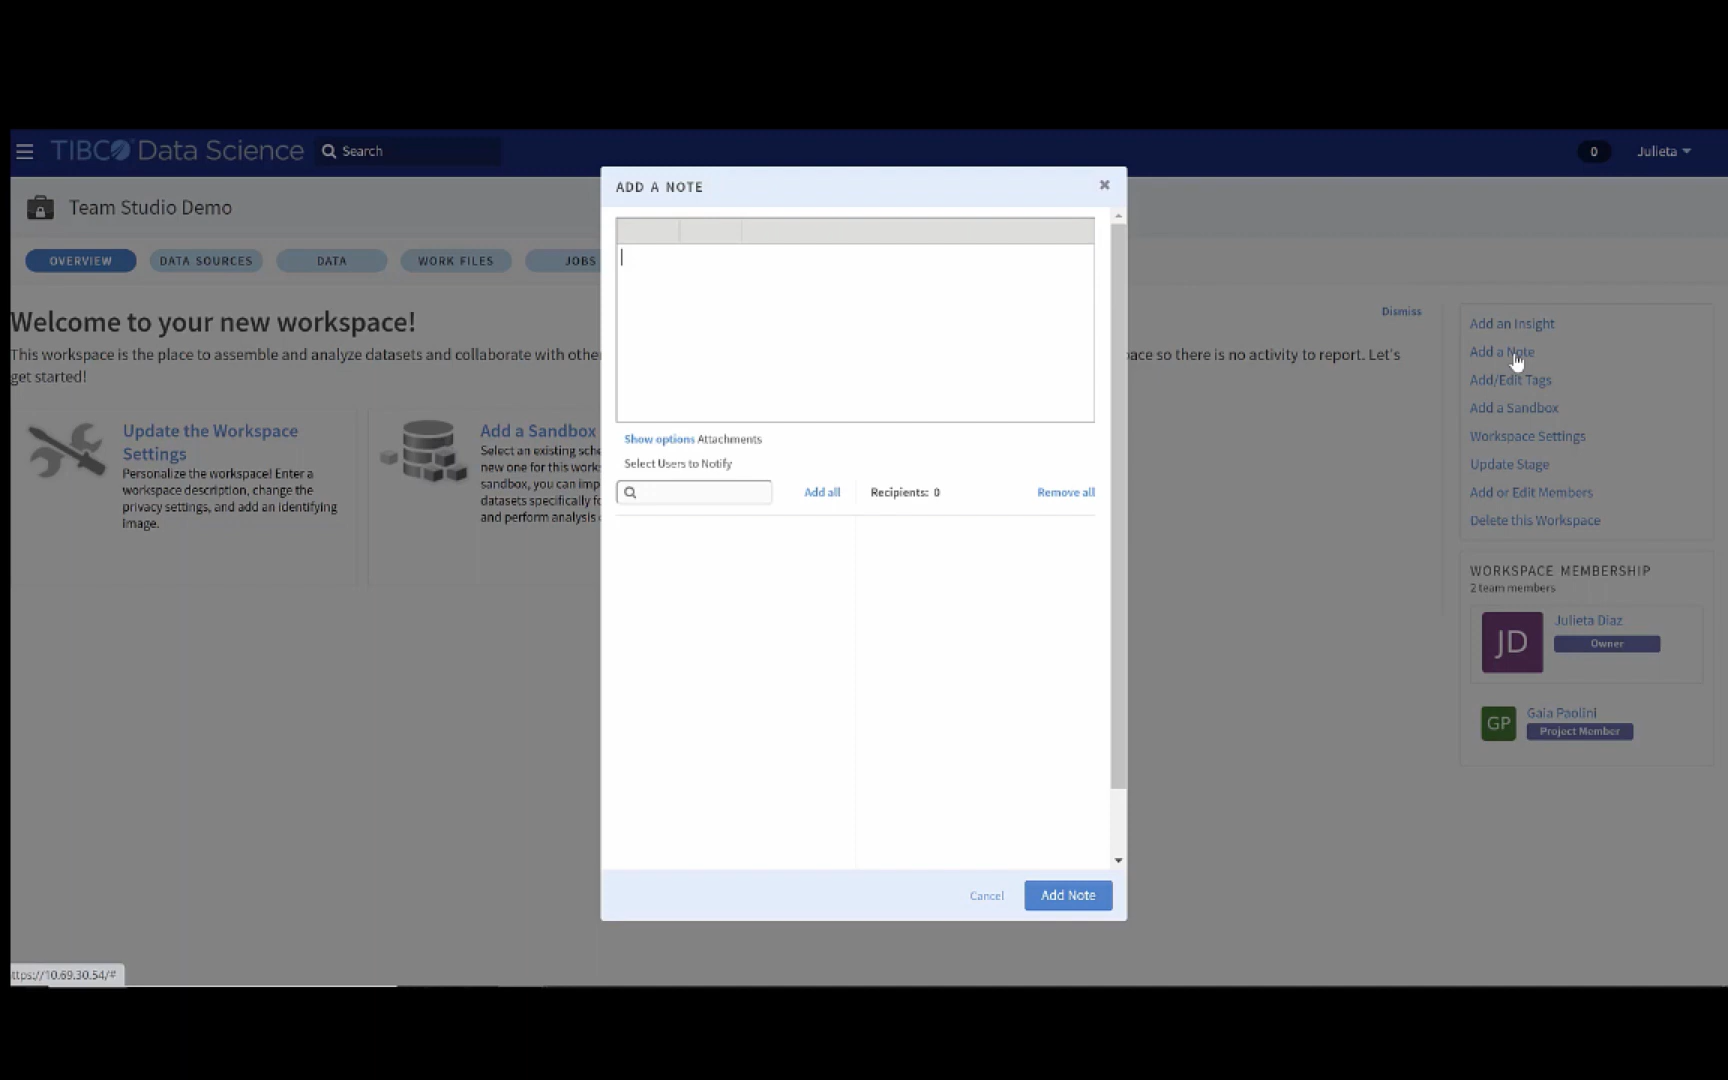 TIBCO Data Science
Search
0
Julieta
Team Studio Demo
OVERVIEW
DATA SOURCES
DATA
WORK FILES
JOBS
Welcome to your new workspace!
Dismiss
This workspace is the place to assemble and analyze datasets and collaborate with othe
ace so there is no activity to report. Let's
get started!
Update the Workspace
Settings
Personalize the workspace! Enter a
workspace description, change the
privacy settings, and add an identifying
image.
Add a Sandbox
Select an existing sch
new one for this work
sandbox, you can imp
datasets specifically fo
and perform analysis
ADD A NOTE
Show options Attachments
Select Users to Notify
Add all
Recipients: 0
Remove all
Cancel
Add Note
Add an Insight
Add a Note
Add/Edit Tags
Add a Sandbox
Workspace Settings
Update Stage
Add or Edit Members
Delete this Workspace
WORKSPACE MEMBERSHIP
2 team members
JD
Julieta Diaz
Owner
GP
Gaia Paolini
Project Member
ttps://10.69.30.54/#